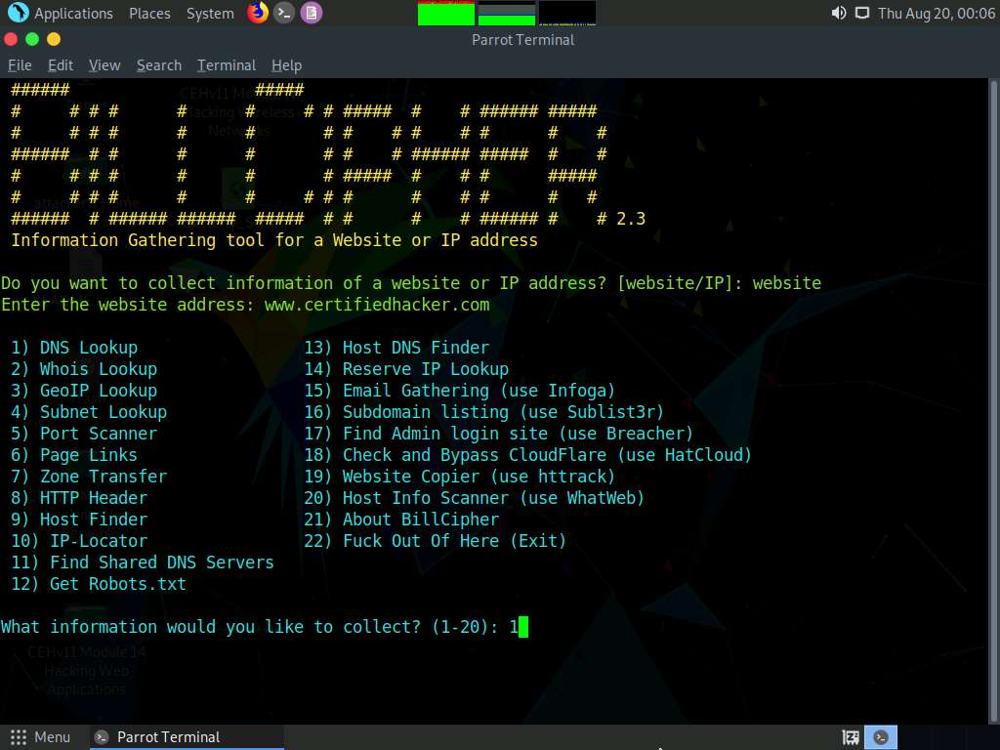 Applications Places System Thu Aug 20, 00:06
Parrot Terminal
File Edit View Search Terminal Help
######                   #####
#     # # #      #      #     # # #####  #    # ###### #####
#     # # #      #      #       # #    # #    # #      #    #
######  # #      #      #       # #    # ###### #####  #    #
#     # # #      #      #       # #####  #    # #      #####
#     # # #      #      #     # # #      #    # #      #   #
######  # ###### ######  #####  # #      #    # ###### #    # 2.3
Information Gathering tool for a Website or IP address
Do you want to collect information of a website or IP address? [website/IP]: website
Enter the website address: www.certifiedhacker.com
1) DNS Lookup 13) Host DNS Finder
2) Whois Lookup 14) Reserve IP Lookup
3) GeoIP Lookup 15) Email Gathering (use Infoga)
4) Subnet Lookup 16) Subdomain listing (use Sublist3r)
5) Port Scanner 17) Find Admin login site (use Breacher)
6) Page Links 18) Check and Bypass CloudFlare (use HatCloud)
7) Zone Transfer 19) Website Copier (use httrack)
8) HTTP Header 20) Host Info Scanner (use WhatWeb)
9) Host Finder 21) About BillCipher
10) IP-Locator 22) Fuck Out Of Here (Exit)
11) Find Shared DNS Servers
12) Get Robots.txt
What information would you like to collect? (1-20): 1
CEHv11 Module 14
Hacking Web
Applications
Menu Parrot Terminal